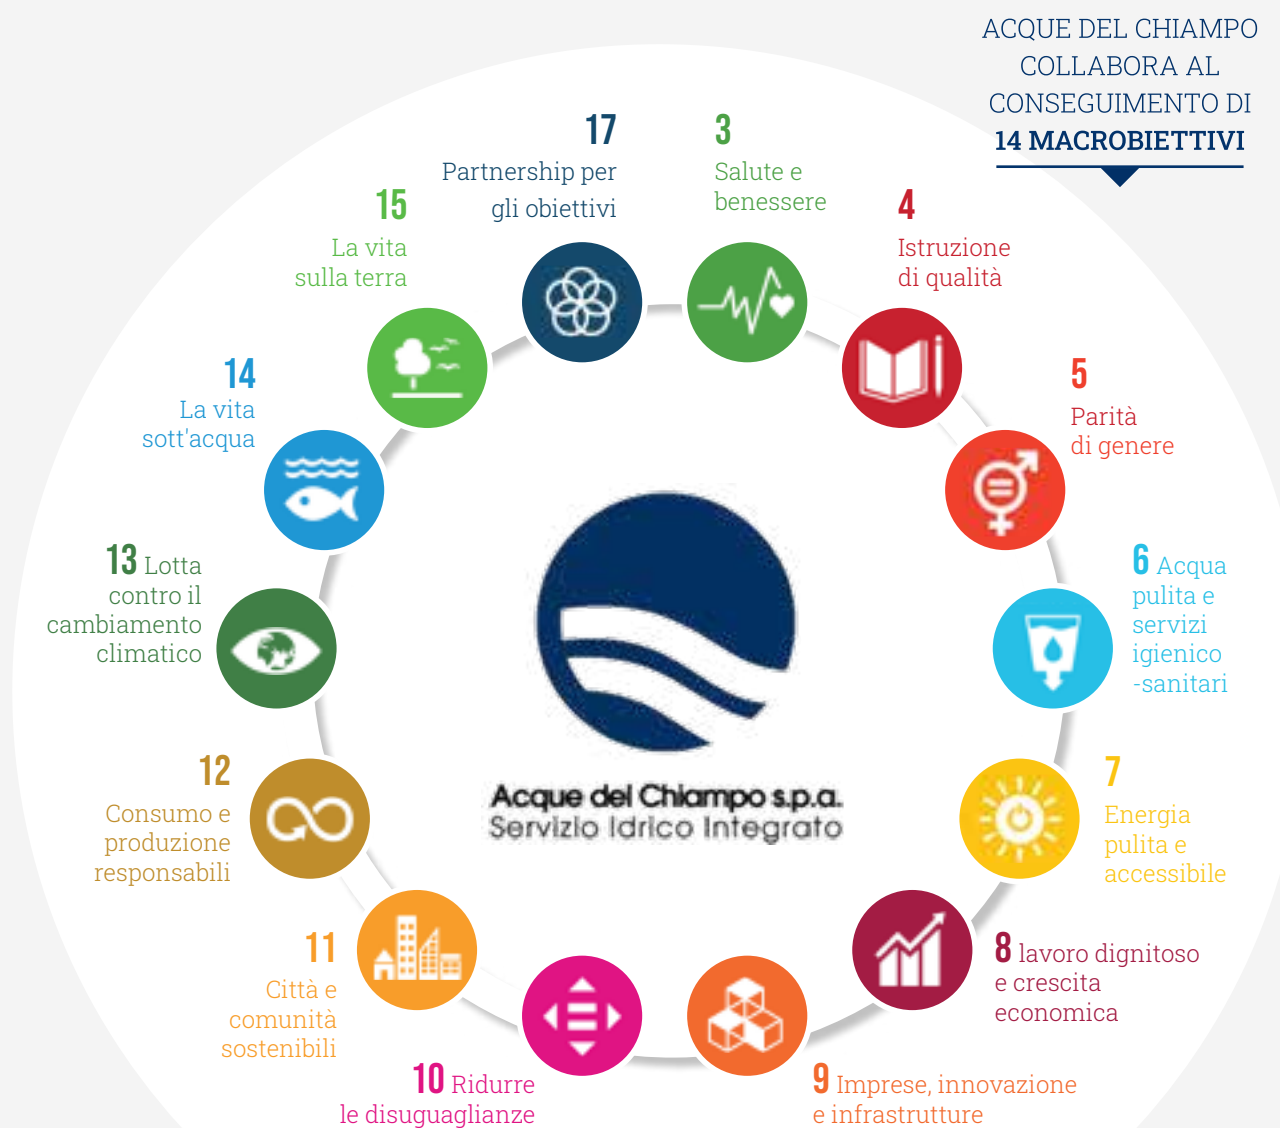 ACQUE DEL CHIAMPO
COLLABORA AL
CONSEGUIMENTO DI
14 MACROBIETTIVI
17
Partnership per
gli obiettivi
3
Salute e
benessere
4
Istruzione
di qualità
5
Parità
di genere
6 Acqua
pulita e
servizi
igienico
-sanitari
7
Energia
pulita e
accessibile
8 lavoro dignitoso
e crescita
economica
9 Imprese, innovazione
e infrastrutture
10 Ridurre
le disuguaglianze
11
Città e
comunità
sostenibili
12
Consumo e
produzione
responsabili
13 Lotta
contro il
cambiamento
climatico
14
La vita
sott'acqua
15
La vita
sulla terra
Acque del Chiampo s.p.a.
Servizio Idrico Integrato